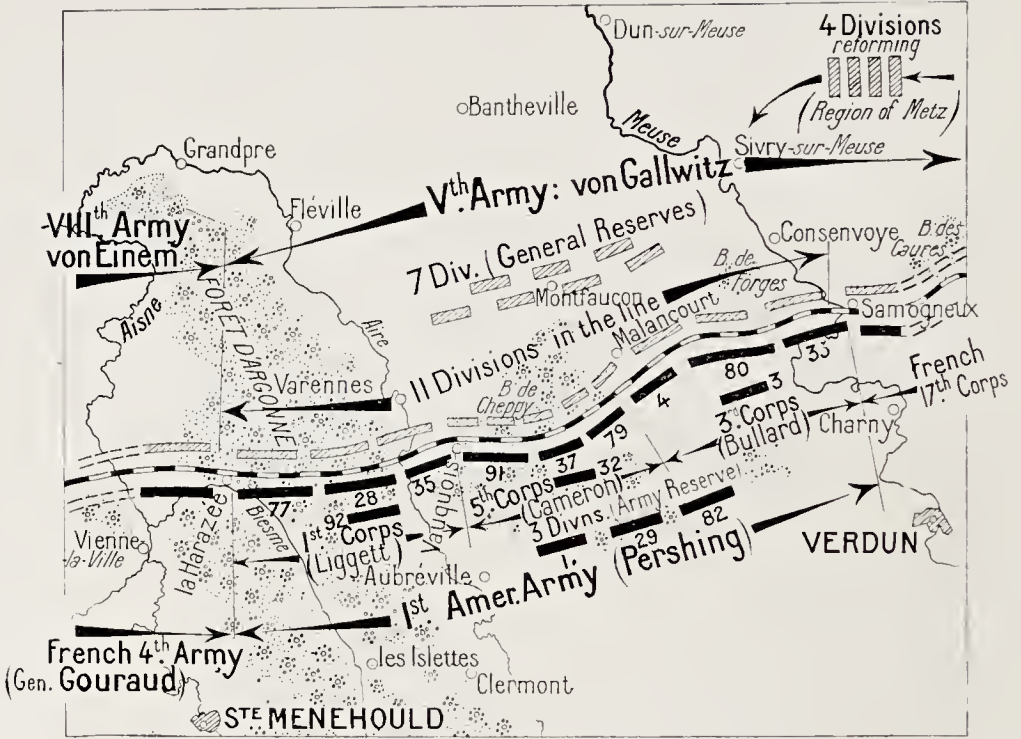 Dun-sur-Meuse
4 Divisions
reforming
(Region of Metz)
Bantheville
Meuse
Sivry-sur-Meuse
Grandpre
Vth Army: von Gallwitz
Fléville
VIIIth Army
von Einem
7 Div. (General Reserves)
Consenvoye
B. des
Caures
B. de
Forges
Montfaucon
Malancourt
Samogneux
Aisne
FORET D'ARGONNE
Aire
11 Divisions in the line
Varennes
B. de
Cheppy
33
80
3
4
79
37
32
91
35
28
92
77
French
17th Corps
3rd Corps
(Bullard)
Charny
5th Corps
(Cameron)
3 Divns. (Army Reserve)
1st Corps
(Liggett)
Vauquois
Biesme
la Harazée
Vienne
-la-Ville
1
29
82
VERDUN
Aubréville
1st Amer. Army (Pershing)
French 4th Army
(Gen. Gouraud)
les Islettes
Clermont
STE MENEHOULD